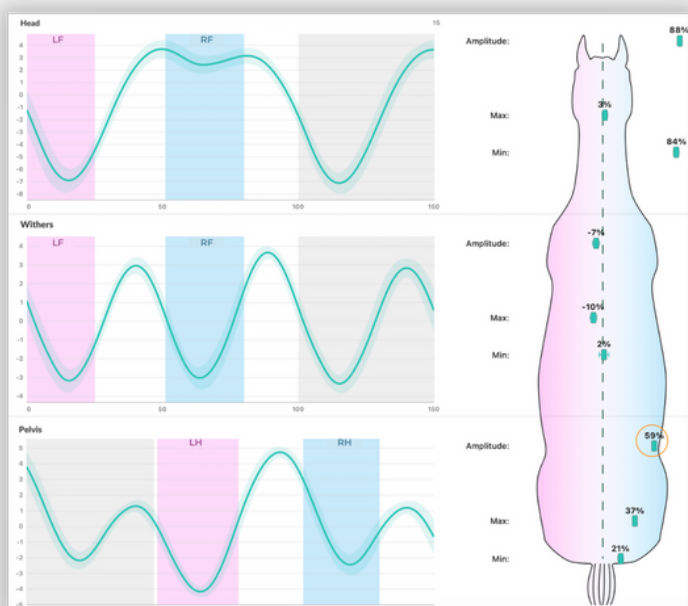 Head
15
LF
RF
4
3
2
1
0
-1
-2
-3
-4
-5
-6
-7
-8
0
50
100
150
Amplitude:
88%
Max:
3%
Min:
84%
Withers
LF
RF
4
3
2
1
0
-1
-2
-3
-4
0
50
100
150
Amplitude:
-7%
Max:
-10%
Min:
2%
Pelvis
LH
RH
5
4
3
2
1
0
-1
-2
-3
-4
-5
Amplitude:
59%
Max:
37%
Min:
21%